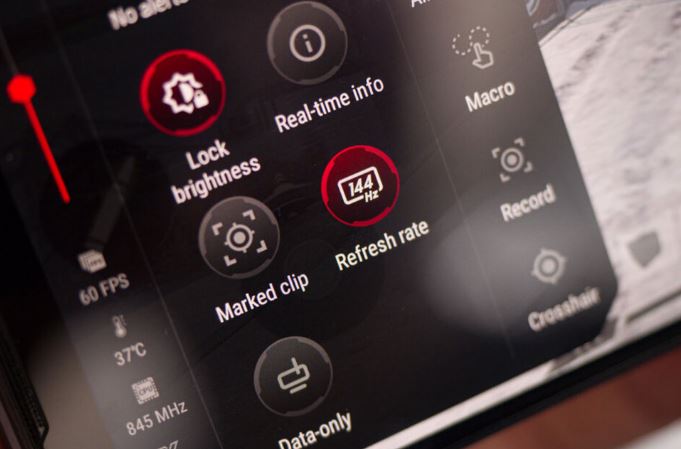 No alerts
Real-time info
Lock
brightness
144
Hz
Refresh rate
Marked clip
Data-only
Macro
Record
Crosshair
60 FPS
37°C
CPU
845 MHz